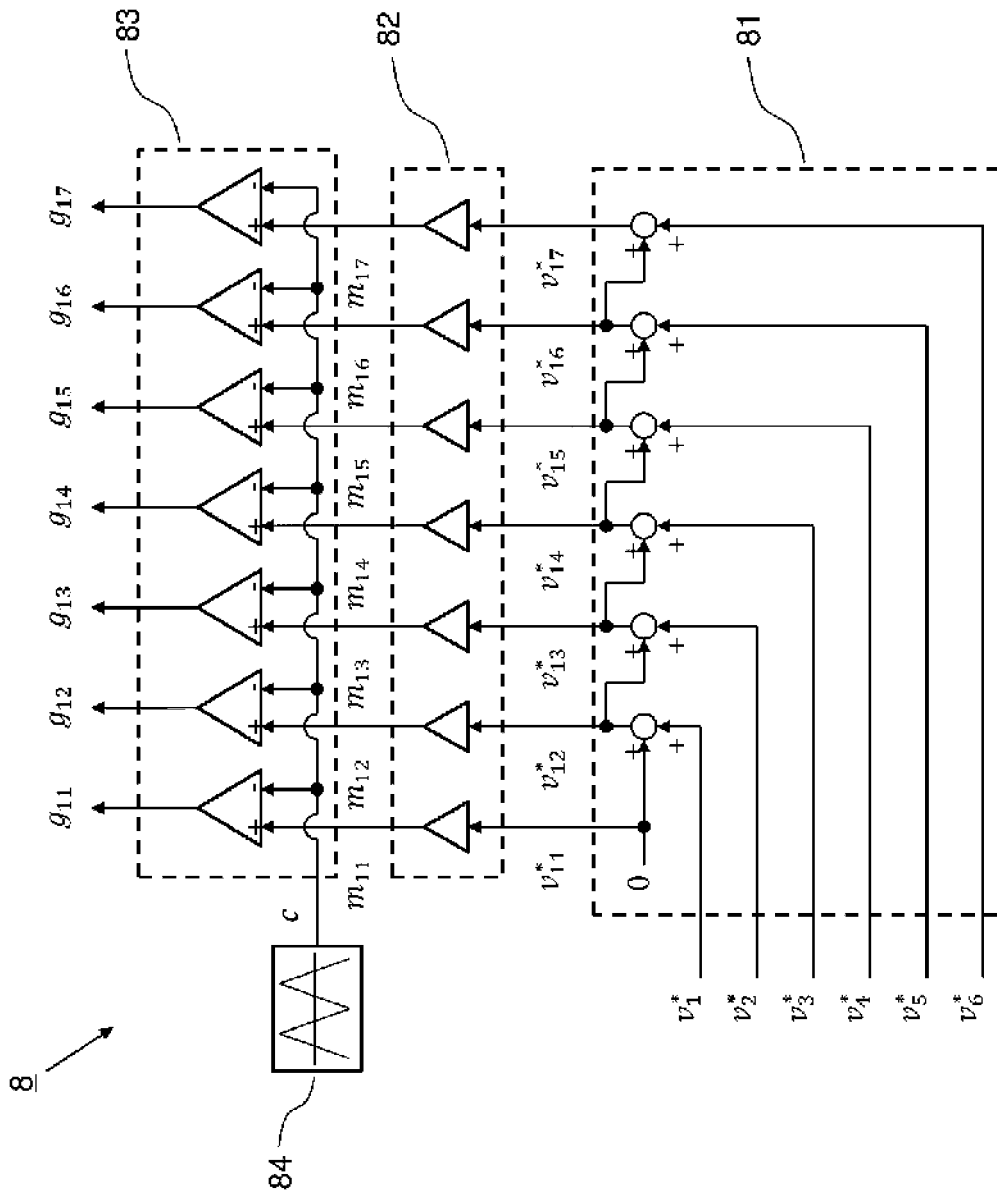 8
84
83
82
81
g₁₁ g₁₂ g₁₃ g₁₄ g₁₅ g₁₆ g₁₇
+ - + - + - + - + - + - + -
c
m₁₁ m₁₂ m₁₃ m₁₄ m₁₅ m₁₆ m₁₇
v*₁₁ v*₁₂ v*₁₃ v*₁₄ v*₁₅ v*₁₆ v*₁₇
0
+ + + + + +
+ + + + + +
v*₁
v*₂
v*₃
v*₄
v*₅
v*₆